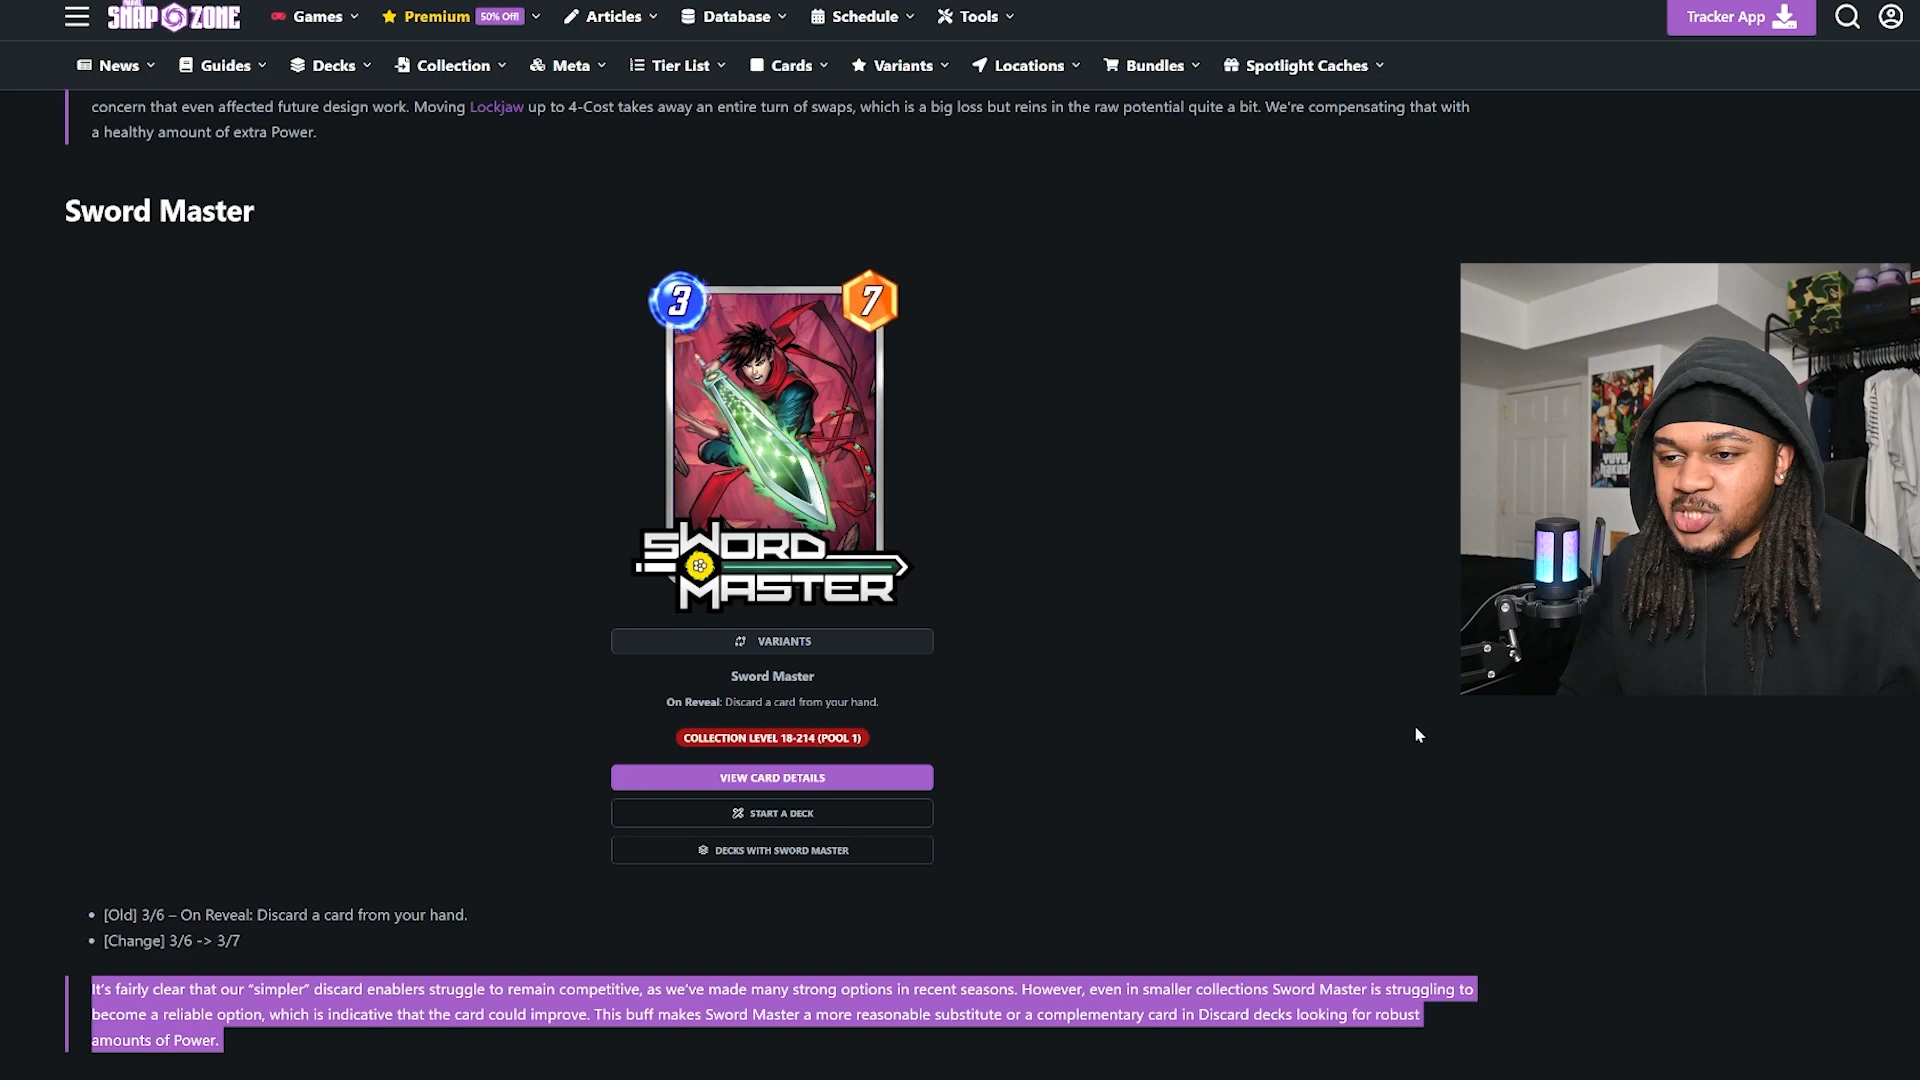 MARVEL
SNAP ZONE
Games
Premium 50% Off!
Articles
Database
Schedule
Tools
Tracker App
News
Guides
Decks
Collection
Meta
Tier List
Cards
Variants
Locations
Bundles
Spotlight Caches
concern that even affected future design work. Moving Lockjaw up to 4-Cost takes away an entire turn of swaps, which is a big loss but reins in the raw potential quite a bit. We're compensating that with
a healthy amount of extra Power.
Sword Master
3
7
SWORD
MASTER
VARIANTS
Sword Master
On Reveal: Discard a card from your hand.
COLLECTION LEVEL 18-214 (POOL 1)
VIEW CARD DETAILS
START A DECK
DECKS WITH SWORD MASTER
• [Old] 3/6 – On Reveal: Discard a card from your hand.
• [Change] 3/6 -> 3/7
It's fairly clear that our “simpler” discard enablers struggle to remain competitive, as we've made many strong options in recent seasons. However, even in smaller collections Sword Master is struggling to
become a reliable option, which is indicative that the card could improve. This buff makes Sword Master a more reasonable substitute or a complementary card in Discard decks looking for robust
amounts of Power.